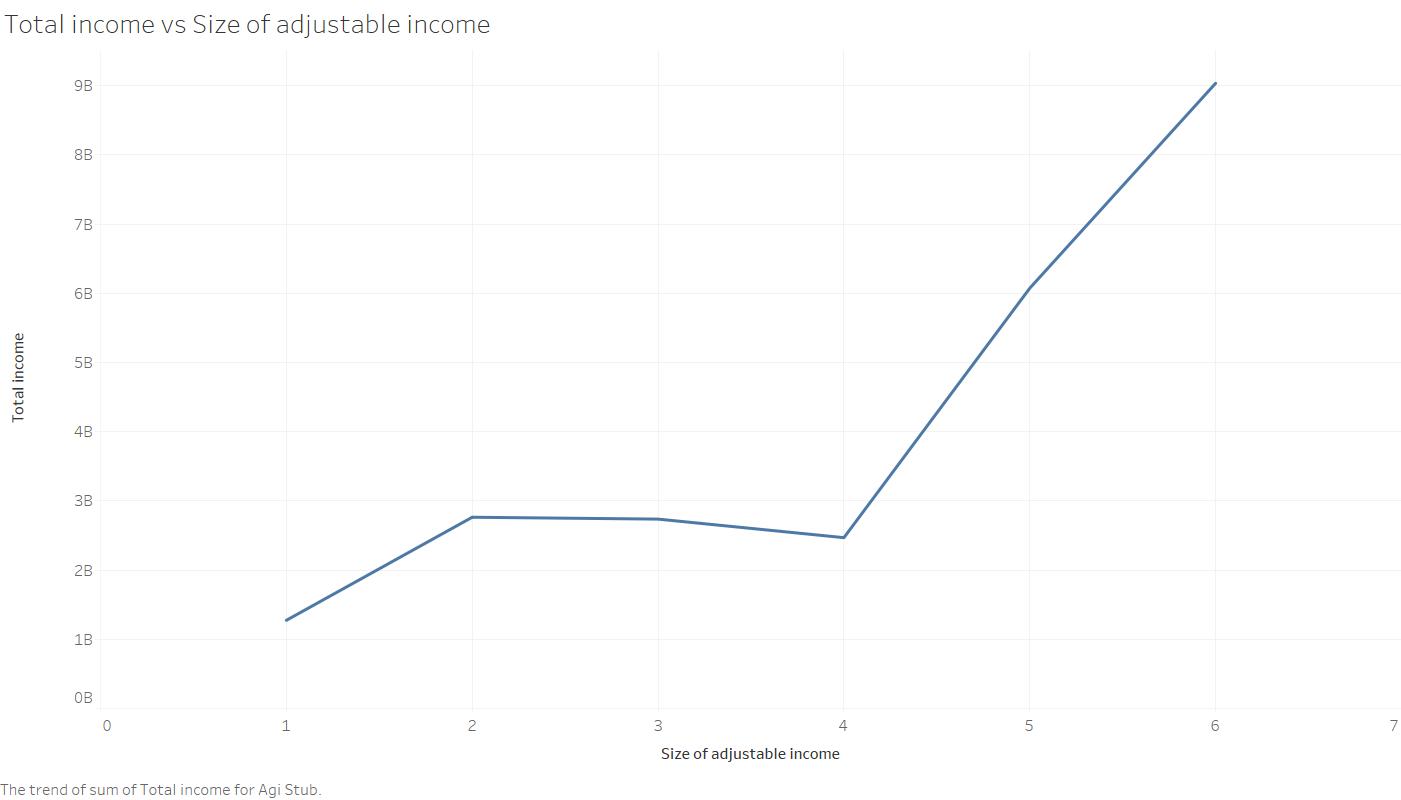 Total income vs Size of adjustable income
9B
8B
7B
6B
5B
4B
3B
2B
1B
0B
Total income
0 1 2 3 4 5 6 7
Size of adjustable income
The trend of sum of Total income for Agi Stub.